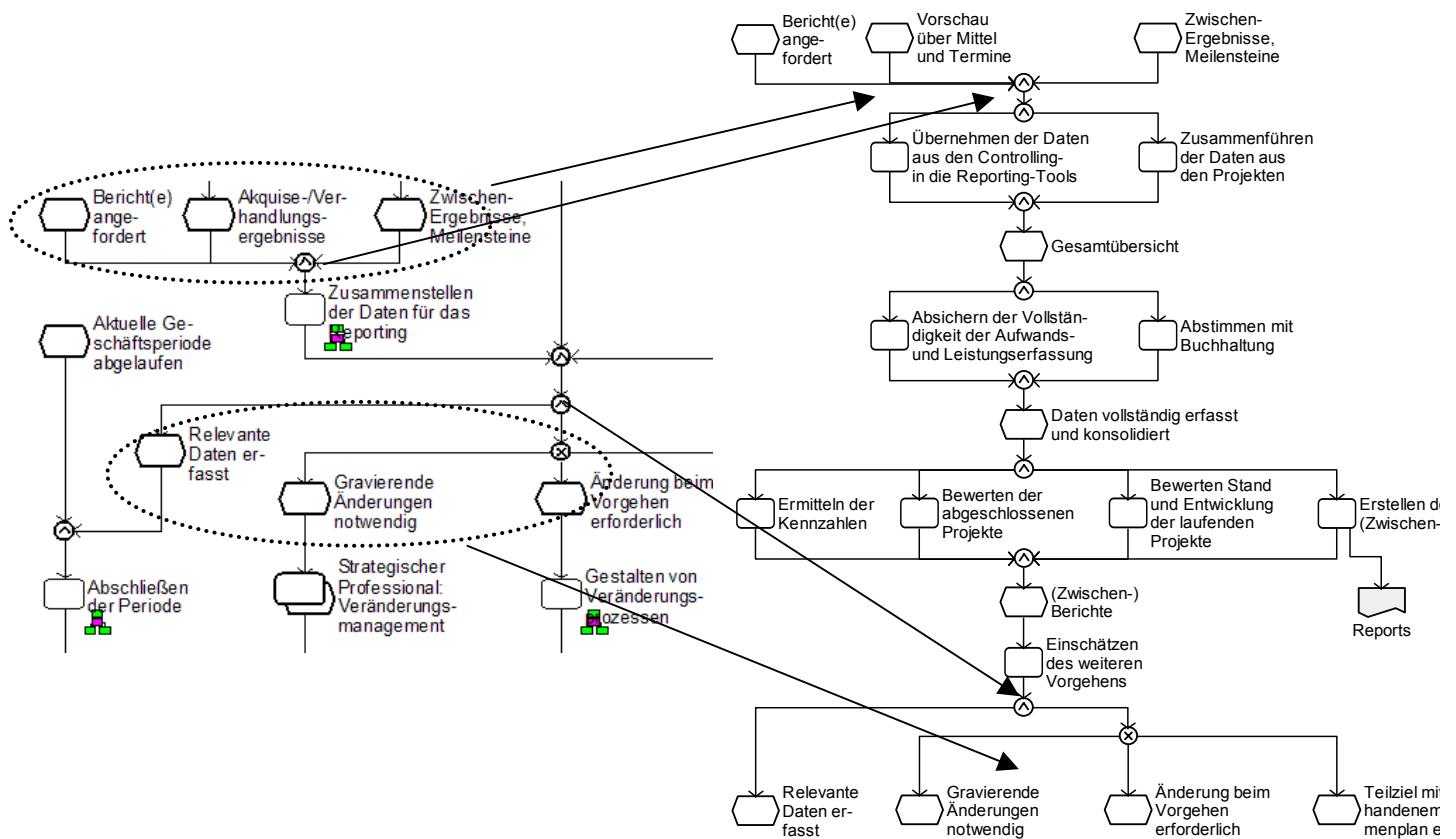 Bericht(e)
ange-
fordert
Akquise-/Ver-
handlungs-
ergebnisse
Zwischen-
Ergebnisse,
Meilensteine
Zusammenstellen
der Daten für das
Reporting
Aktuelle Ge-
schäftsperiode
abgelaufen
Relevante
Daten er-
fasst
Gravierende
Änderungen
notwendig
Änderung beim
Vorgehen
erforderlich
Abschließen
der Periode
Strategischer
Professional:
Veränderungs-
management
Gestalten von
Veränderungs-
prozessen
Bericht(e)
ange-
fordert
Vorschau
über Mittel
und Termine
Zwischen-
Ergebnisse,
Meilensteine
Übernehmen der Daten
aus den Controlling-
in die Reporting-Tools
Zusammenführen
der Daten aus
den Projekten
Gesamtübersicht
Absichern der Vollstän-
digkeit der Aufwands-
und Leistungserfassung
Abstimmen mit
Buchhaltung
Daten vollständig erfasst
und konsolidiert
Ermitteln der
Kennzahlen
Bewerten der
abgeschlossenen
Projekte
Bewerten Stand
und Entwicklung
der laufenden
Projekte
Erstellen
(Zwischen-
(Zwischen-)
Berichte
Reports
Einschätzen
des weiteren
Vorgehens
Relevante
Daten er-
fasst
Gravierende
Änderungen
notwendig
Änderung beim
Vorgehen
erforderlich
Teilziel mit
handenem
menplan